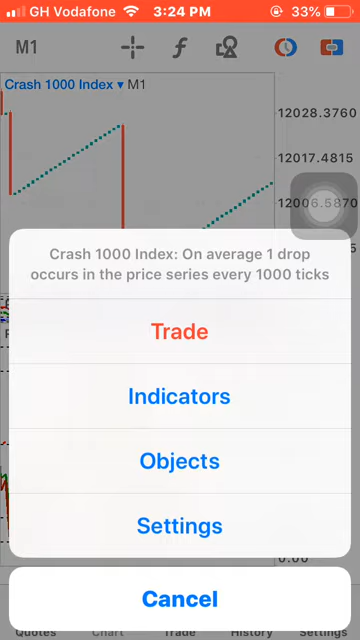 GH Vodafone 3:24 PM 33%
M1
Crash 1000 Index ▾ M1
12028.3760
12017.4815
12006.5870
Crash 1000 Index: On average 1 drop
occurs in the price series every 1000 ticks
Trade
Indicators
Objects
Settings
0.00
Cancel
Quotes Chart Trade History Settings